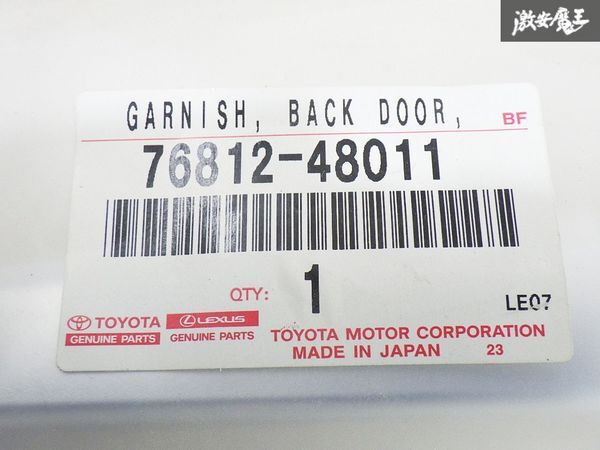 激安魔王
GARNISH, BACK DOOR,
BF
76812-48011
QTY: 1
LE07
TOYOTA
GENUINE PARTS
LEXUS
GENUINE PARTS
TOYOTA MOTOR CORPORATION
MADE IN JAPAN 23